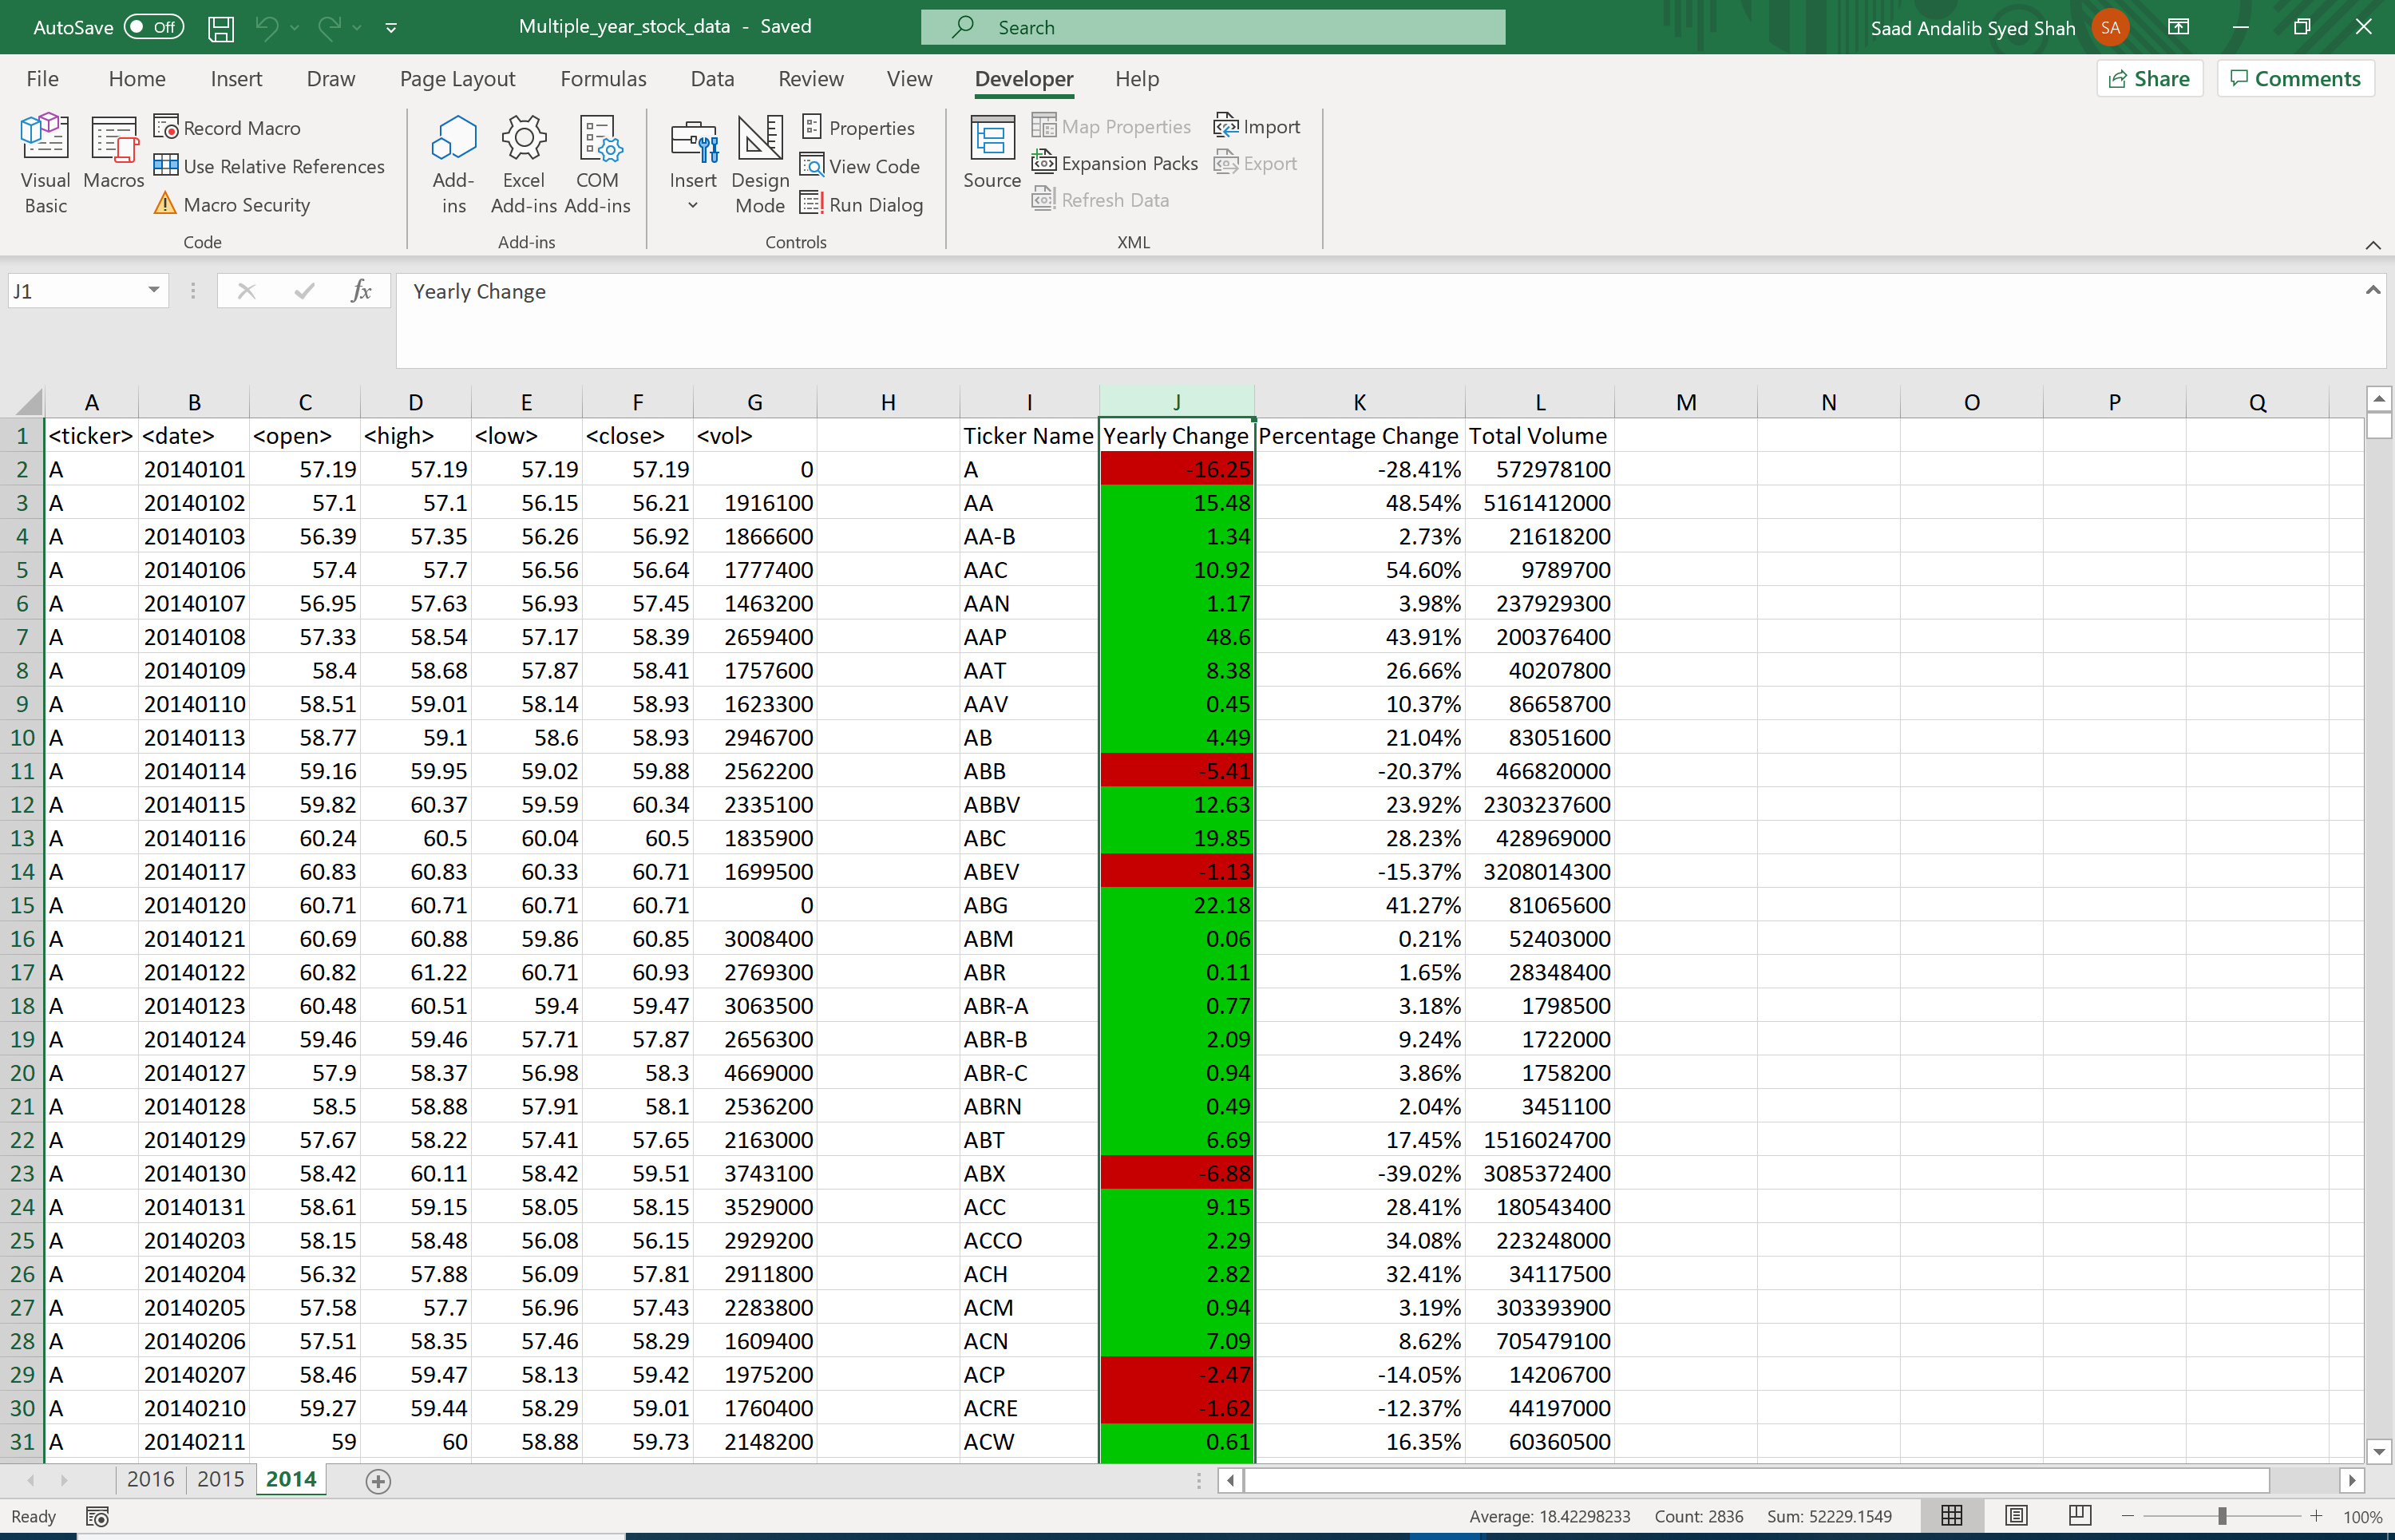 AutoSave Off Multiple_year_stock_data - Saved Search Saad Andalib Syed Shah SA
File Home Insert Draw Page Layout Formulas Data Review View Developer Help Share Comments
Visual Basic
Macros
Record Macro
Use Relative References
Macro Security
Code
Add-ins
Excel Add-ins
COM Add-ins
Add-ins
Insert
Design Mode
Properties
View Code
Run Dialog
Controls
Source
Map Properties
Expansion Packs
Refresh Data
Import
Export
XML
J1 fx Yearly Change
A B C D E F G H I J K L M N O P Q
1 <ticker> <date> <open> <high> <low> <close> <vol> Ticker Name Yearly Change Percentage Change Total Volume
2 A 20140101 57.19 57.19 57.19 57.19 0 A -16.25 -28.41% 572978100
3 A 20140102 57.1 57.1 56.15 56.21 1916100 AA 15.48 48.54% 5161412000
4 A 20140103 56.39 57.35 56.26 56.92 1866600 AA-B 1.34 2.73% 21618200
5 A 20140106 57.4 57.7 56.56 56.64 1777400 AAC 10.92 54.60% 9789700
6 A 20140107 56.95 57.63 56.93 57.45 1463200 AAN 1.17 3.98% 237929300
7 A 20140108 57.33 58.54 57.17 58.39 2659400 AAP 48.6 43.91% 200376400
8 A 20140109 58.4 58.68 57.87 58.41 1757600 AAT 8.38 26.66% 40207800
9 A 20140110 58.51 59.01 58.14 58.93 1623300 AAV 0.45 10.37% 86658700
10 A 20140113 58.77 59.1 58.6 58.93 2946700 AB 4.49 21.04% 83051600
11 A 20140114 59.16 59.95 59.02 59.88 2562200 ABB -5.41 -20.37% 466820000
12 A 20140115 59.82 60.37 59.59 60.34 2335100 ABBV 12.63 23.92% 2303237600
13 A 20140116 60.24 60.5 60.04 60.5 1835900 ABC 19.85 28.23% 428969000
14 A 20140117 60.83 60.83 60.33 60.71 1699500 ABEV -1.13 -15.37% 3208014300
15 A 20140120 60.71 60.71 60.71 60.71 0 ABG 22.18 41.27% 81065600
16 A 20140121 60.69 60.88 59.86 60.85 3008400 ABM 0.06 0.21% 52403000
17 A 20140122 60.82 61.22 60.71 60.93 2769300 ABR 0.11 1.65% 28348400
18 A 20140123 60.48 60.51 59.4 59.47 3063500 ABR-A 0.77 3.18% 1798500
19 A 20140124 59.46 59.46 57.71 57.87 2656300 ABR-B 2.09 9.24% 1722000
20 A 20140127 57.9 58.37 56.98 58.3 4669000 ABR-C 0.94 3.86% 1758200
21 A 20140128 58.5 58.88 57.91 58.1 2536200 ABRN 0.49 2.04% 3451100
22 A 20140129 57.67 58.22 57.41 57.65 2163000 ABT 6.69 17.45% 1516024700
23 A 20140130 58.42 60.11 58.42 59.51 3743100 ABX -6.88 -39.02% 3085372400
24 A 20140131 58.61 59.15 58.05 58.15 3529000 ACC 9.15 28.41% 180543400
25 A 20140203 58.15 58.48 56.08 56.15 2929200 ACCO 2.29 34.08% 223248000
26 A 20140204 56.32 57.88 56.09 57.81 2911800 ACH 2.82 32.41% 34117500
27 A 20140205 57.58 57.7 56.96 57.43 2283800 ACM 0.94 3.19% 303393900
28 A 20140206 57.51 58.35 57.46 58.29 1609400 ACN 7.09 8.62% 705479100
29 A 20140207 58.46 59.47 58.13 59.42 1975200 ACP -2.47 -14.05% 14206700
30 A 20140210 59.27 59.44 58.29 59.01 1760400 ACRE -1.62 -12.37% 44197000
31 A 20140211 59 60 58.88 59.73 2148200 ACW 0.61 16.35% 60360500
2016 2015 2014
Ready Average: 18.42298233 Count: 2836 Sum: 52229.1549 100%